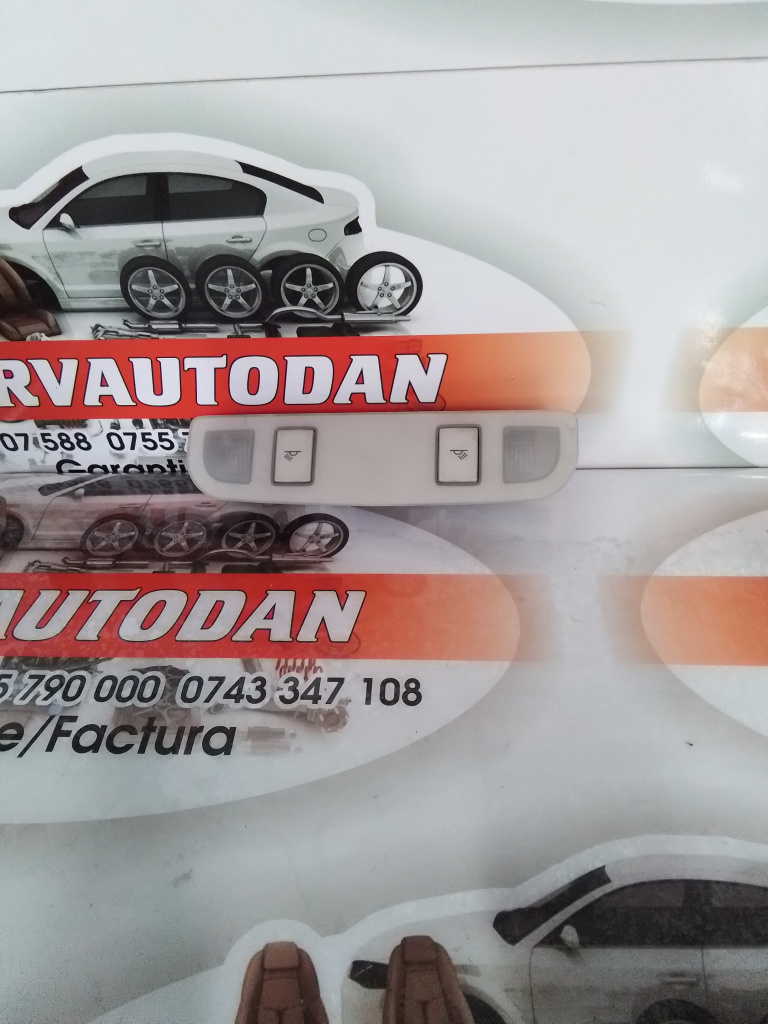 RVAUTODAN
07 588 0755
Garanti
AUTODAN
5 790 000 0743 347 108
e/Factura